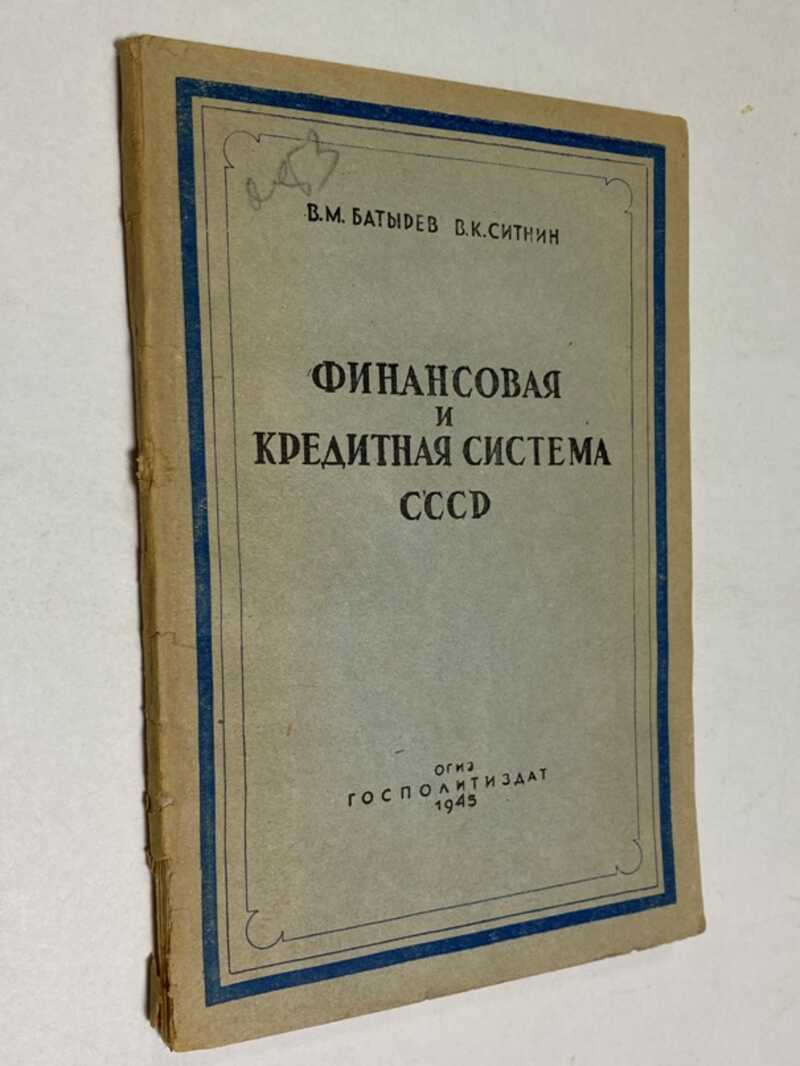 В.М. БАТЫРЕВ В.К. СИТНИН
ФИНАНСОВАЯ
И
КРЕДИТНАЯ СИСТЕМА
СССР
ОГИЗ
ГОСПОЛИТИЗДАТ
1945